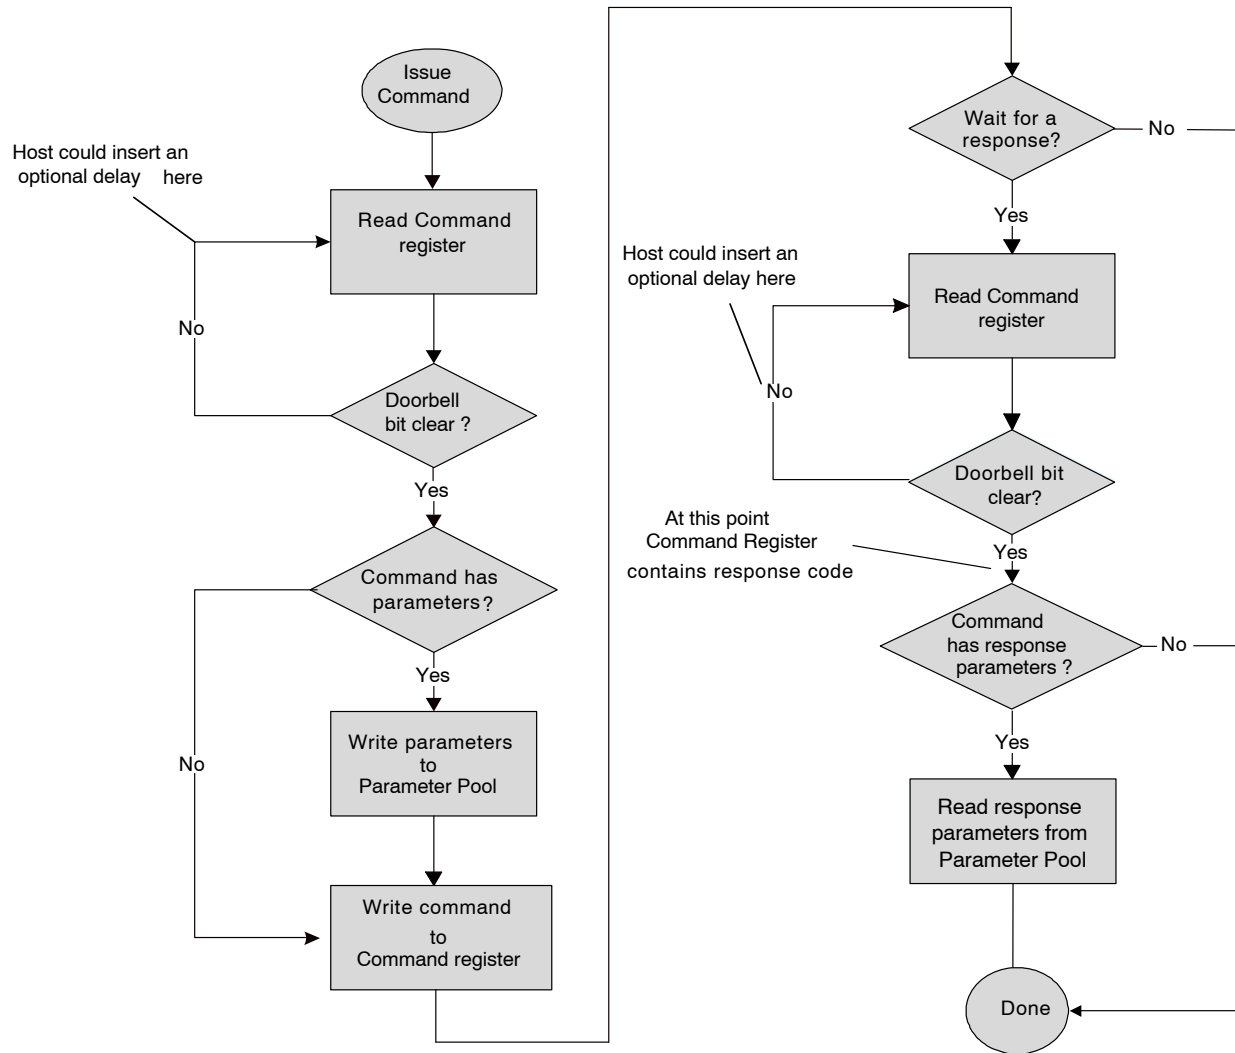 Issue
Command
Host could insert an
optional delay here
Read Command
register
No
Doorbell
bit clear ?
Yes
Command has
parameters?
Yes
Write parameters
to
Parameter Pool
No
Write command
to
Command register
Wait for a
response?
No
Yes
Host could insert an
optional delay here
Read Command
register
No
Doorbell bit
clear?
At this point
Command Register
contains response code
Yes
Command
has response
parameters ?
No
Yes
Read response
parameters from
Parameter Pool
Done